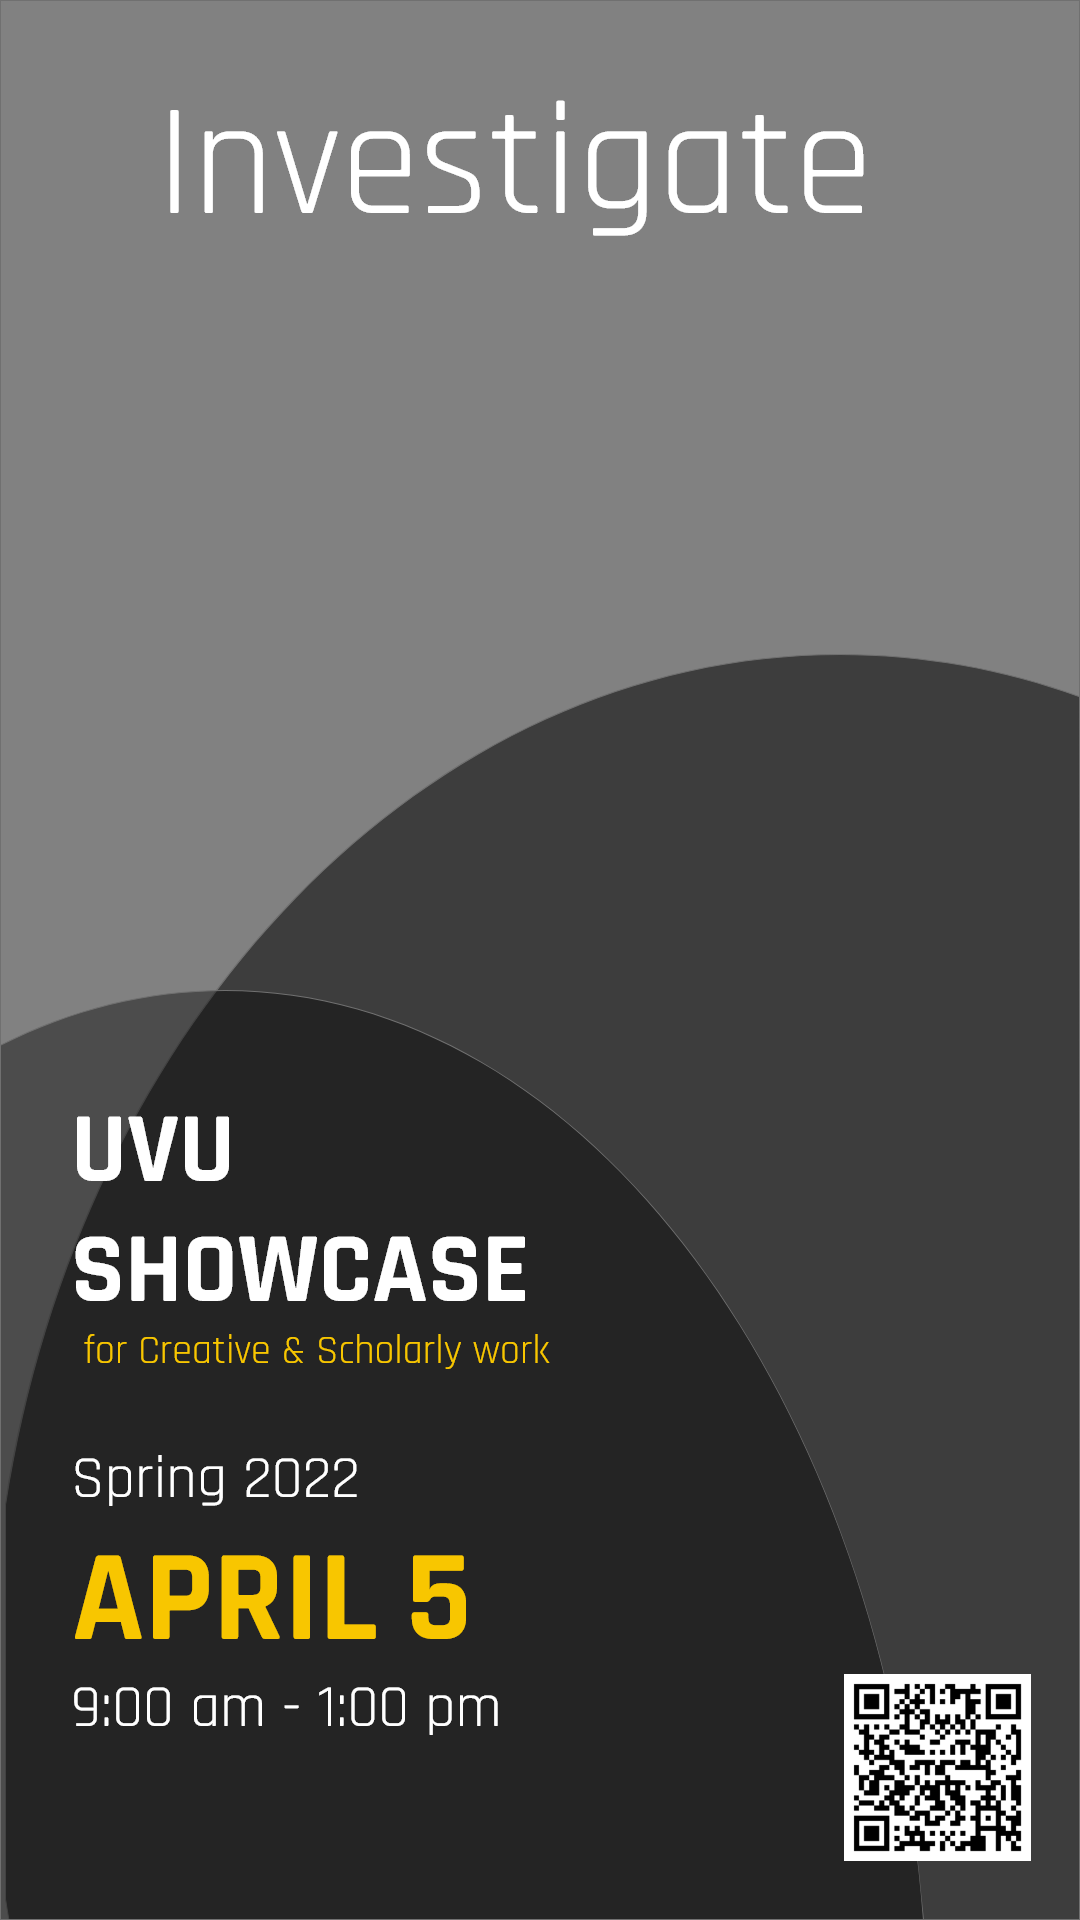 Investigate
UVU
SHOWCASE
for Creative & Scholarly work
Spring 2022
APRIL 5
9:00 am - 1:00 pm